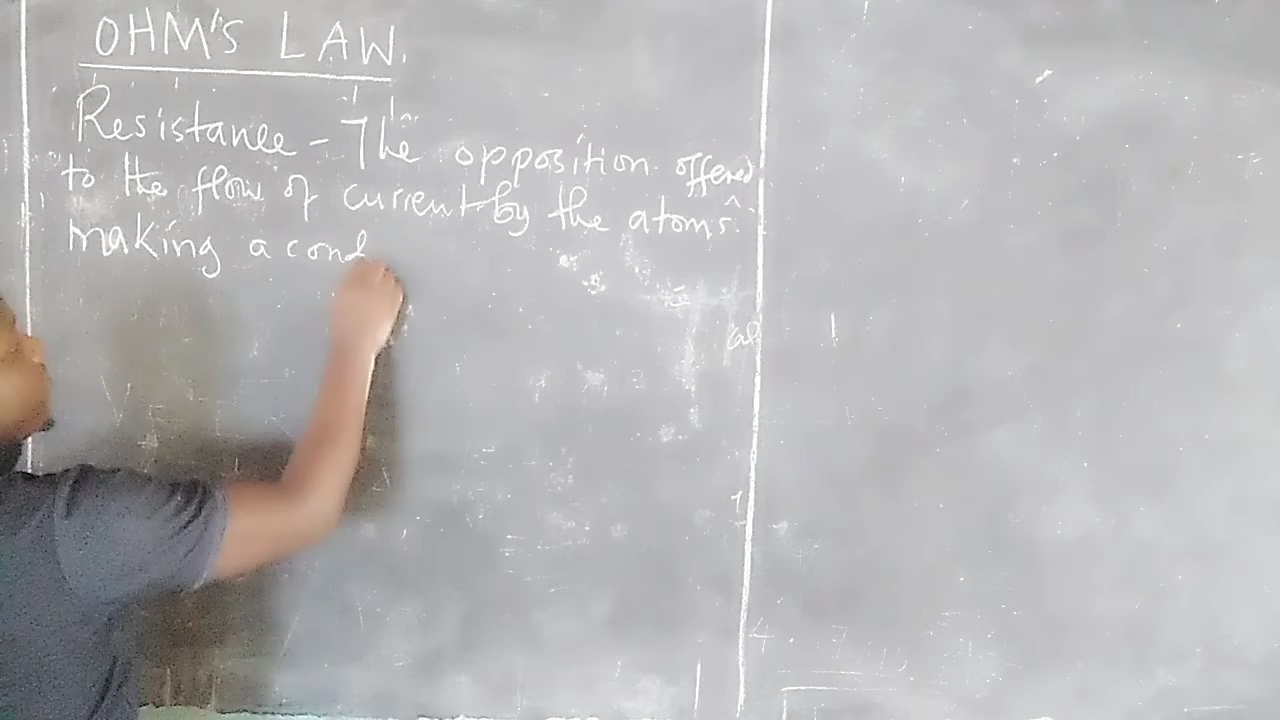 OHM'S LAW.
Resistance - The opposition offered
to the flow of current by the atoms
making a cond